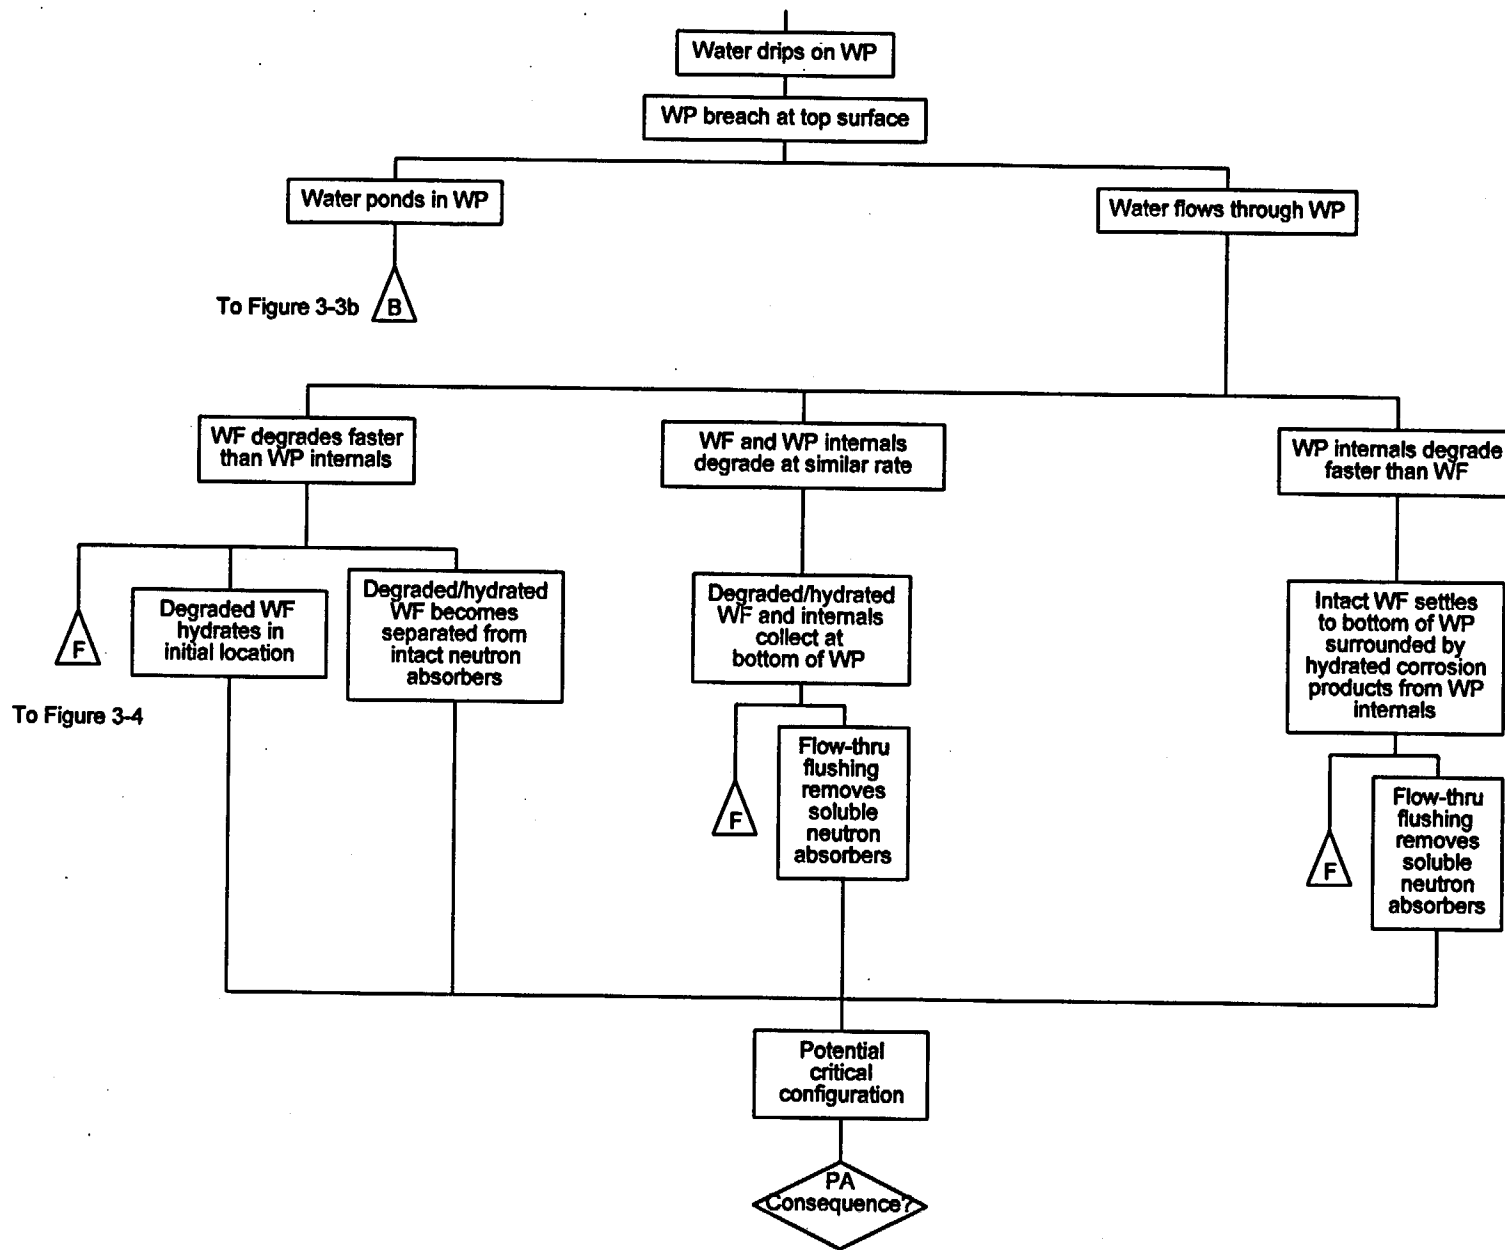 Water drips on WP
WP breach at top surface
Water ponds in WP
Water flows through WP
To Figure 3-3b
B
WF degrades faster
than WP internals
WF and WP internals
degrade at similar rate
WP internals degrade
faster than WF
F
To Figure 3-4
Degraded WF
hydrates in
initial location
Degraded/hydrated
WF becomes
separated from
intact neutron
absorbers
Degraded/hydrated
WF and internals
collect at
bottom of WP
Intact WF settles
to bottom of WP
surrounded by
hydrated corrosion
products from WP
internals
F
Flow-thru
flushing
removes
soluble
neutron
absorbers
F
Flow-thru
flushing
removes
soluble
neutron
absorbers
Potential
critical
configuration
PA
Consequence?